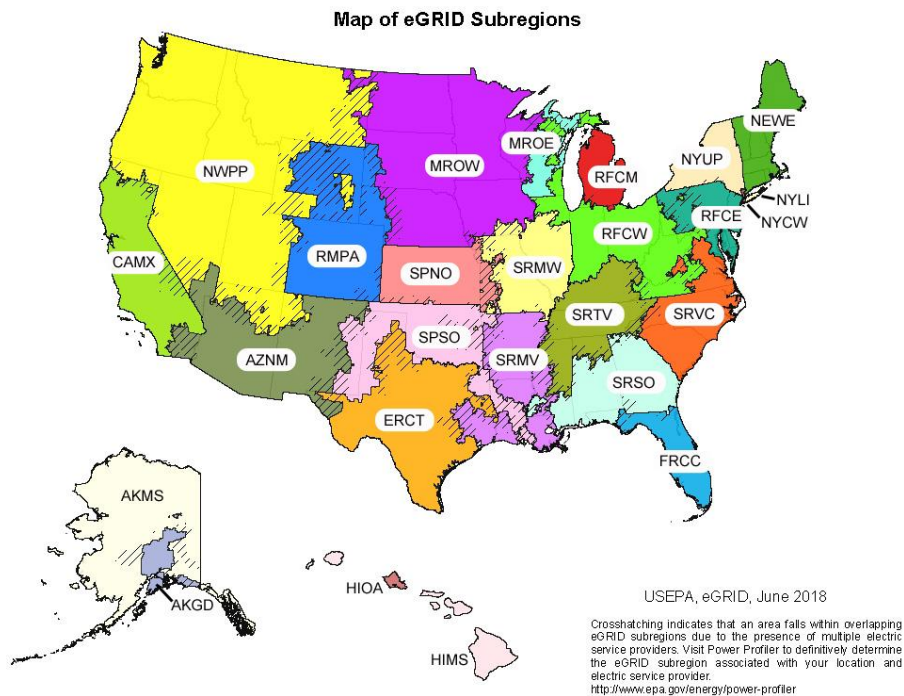 Map of eGRID Subregions
NEWE
MROE
NYUP
NWPP
MROW
RFCM
NYLI
RFCE
NYCW
RFCW
CAMX
RMPA
SRMW
SPNO
SRTV
SRVC
SPSO
AZNM
SRMV
SRSO
ERCT
FRCC
AKMS
HIOA
AKGD
HIMS
USEPA, eGRID, June 2018
Crosshatching indicates that an area falls within overlapping
eGRID subregions due to the presence of multiple electric
service providers. Visit Power Profiler to definitively determine
the eGRID subregion associated with your location and
electric service provider.
http://www.epa.gov/energy/power-profiler